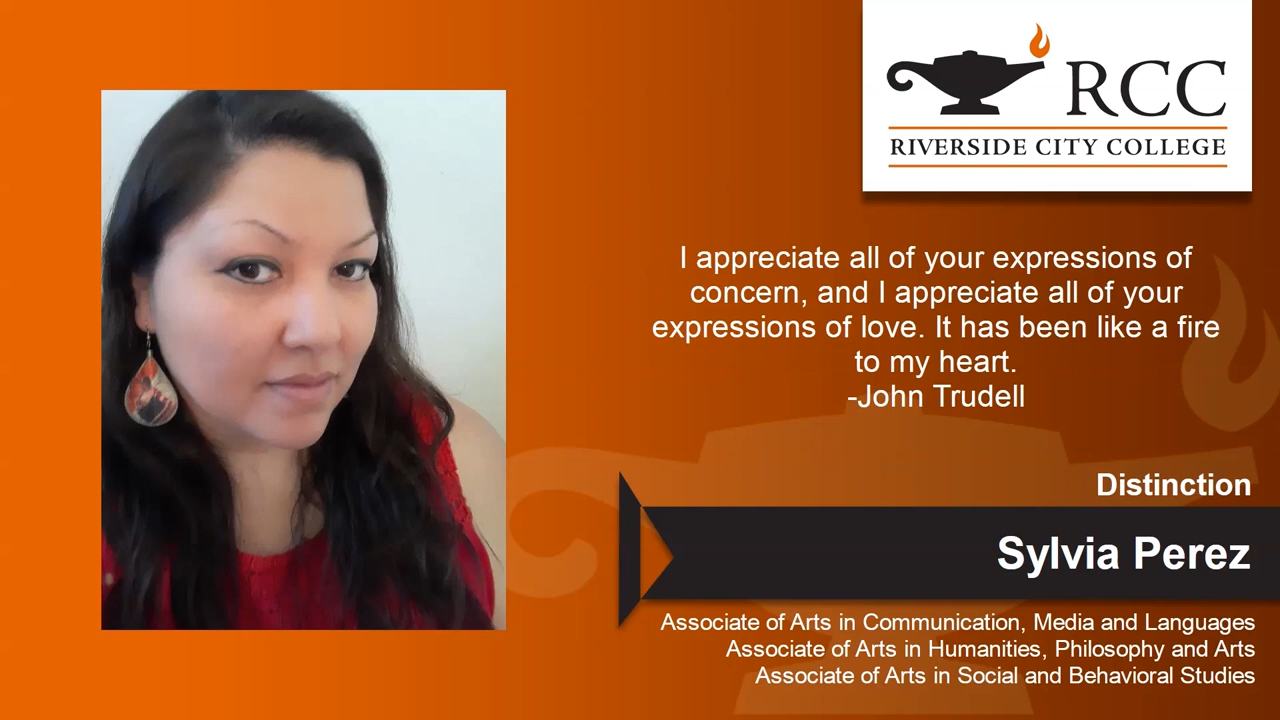 RCC
RIVERSIDE CITY COLLEGE
I appreciate all of your expressions of
concern, and I appreciate all of your
expressions of love. It has been like a fire
to my heart.
-John Trudell
Distinction
Sylvia Perez
Associate of Arts in Communication, Media and Languages
Associate of Arts in Humanities, Philosophy and Arts
Associate of Arts in Social and Behavioral Studies